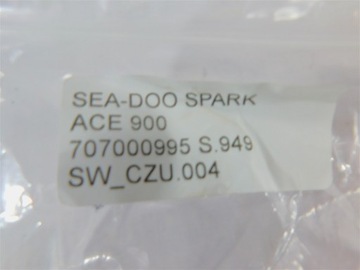 SEA-DOO SPARK
ACE 900
707000995 S.949
SW_CZU.004